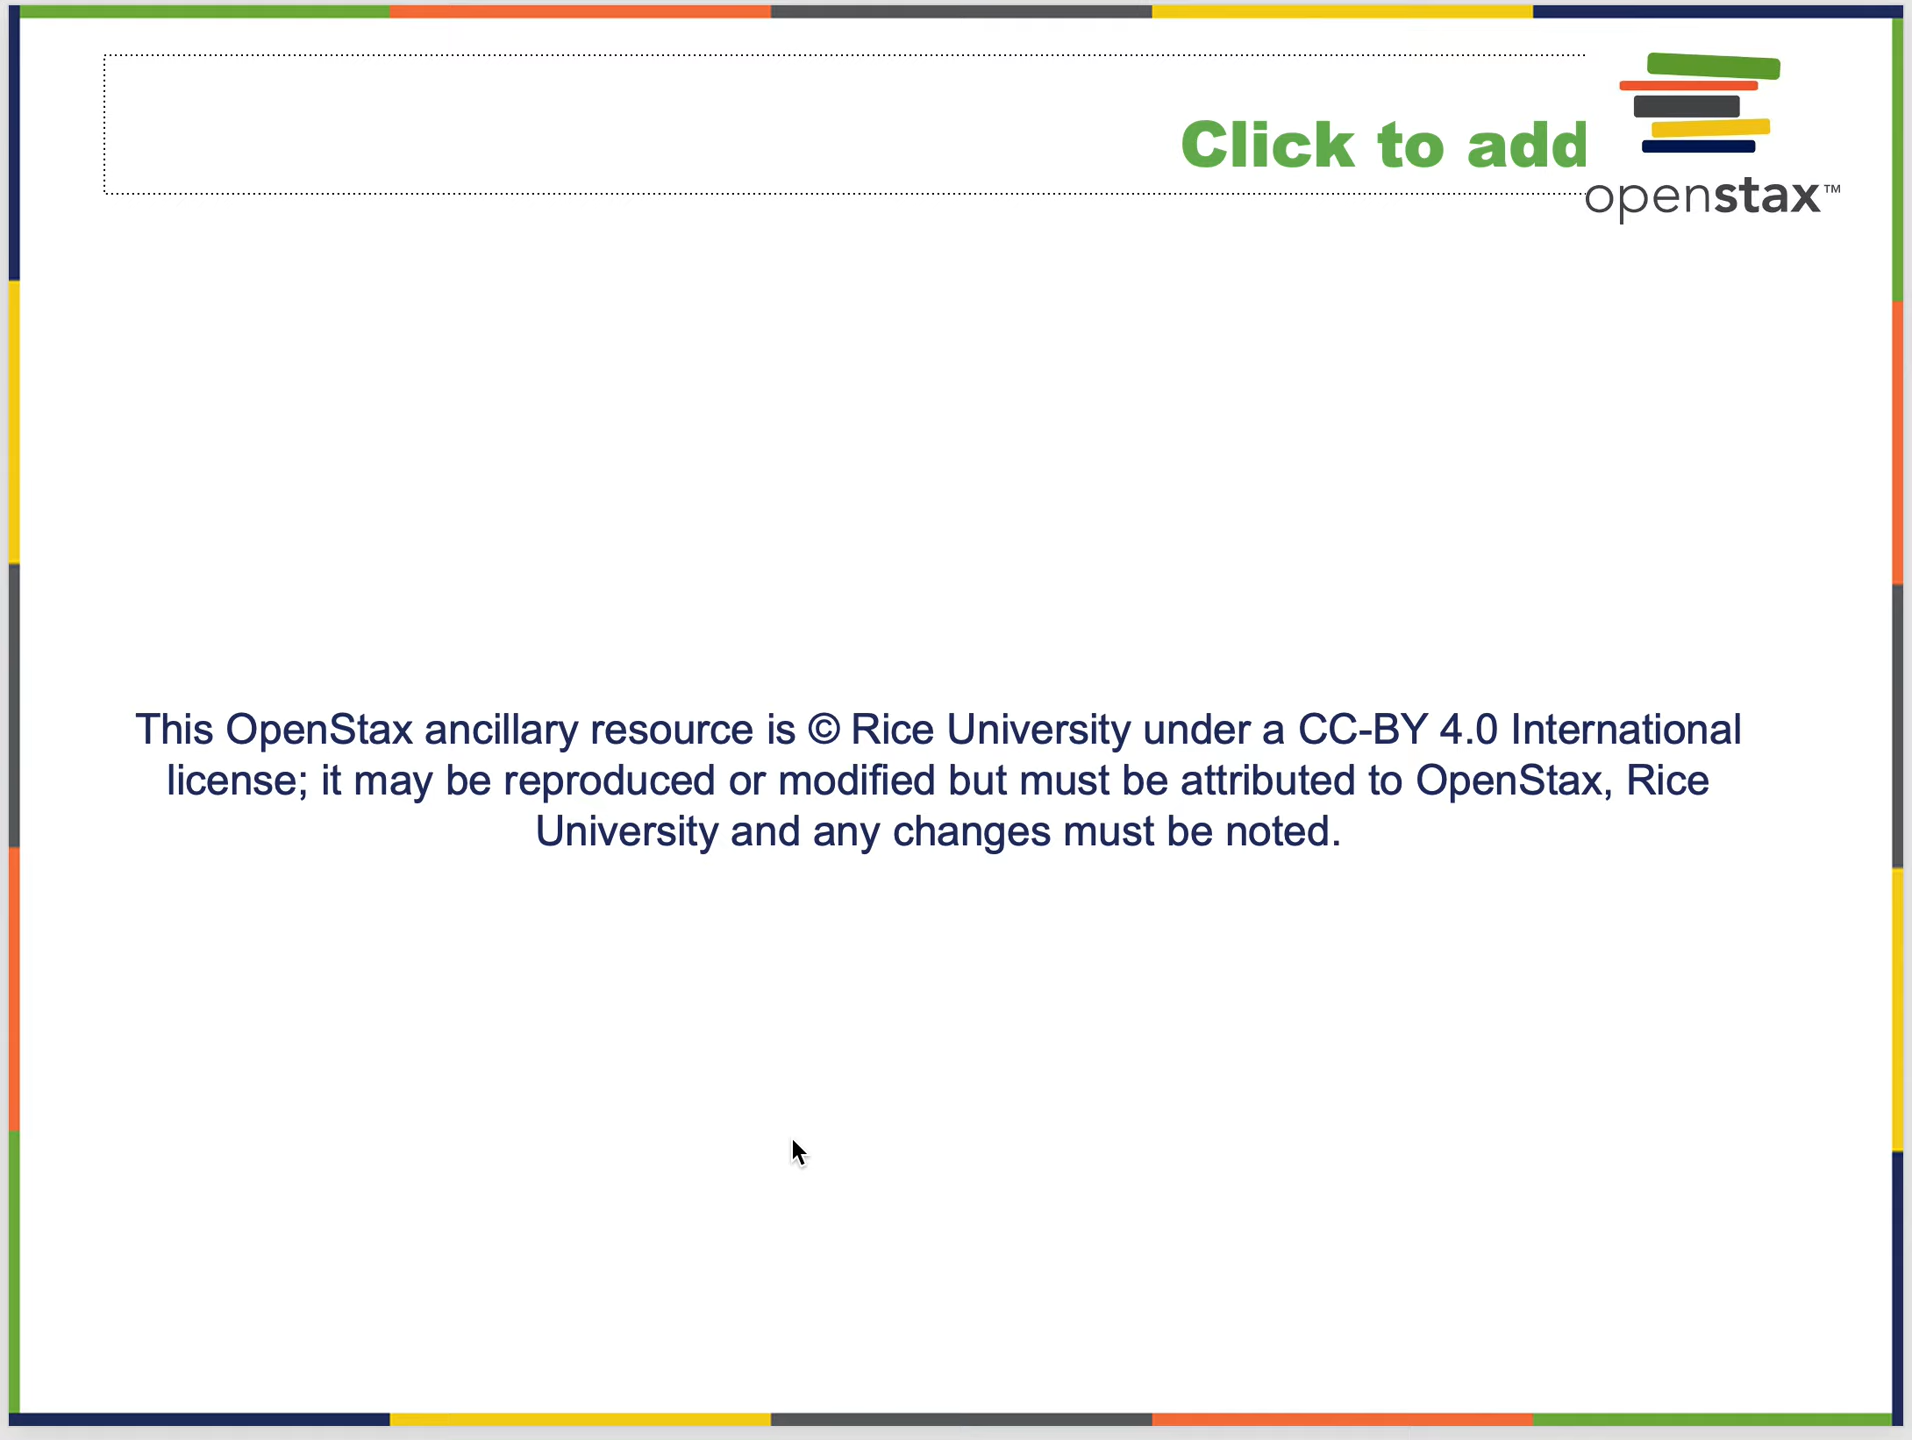 Click to add
openstax™
This OpenStax ancillary resource is © Rice University under a CC-BY 4.0 International
license; it may be reproduced or modified but must be attributed to OpenStax, Rice
University and any changes must be noted.